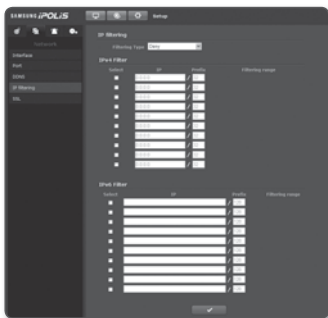 SAMSUNG iPOLiS
Setup
Network
Interface
Port
DDNS
IP filtering
SSL
IP filtering
Filtering Type Deny
IPv4 Filter
Select IP Prefix Filtering range
IPv6 Filter
Select IP Prefix Filtering range